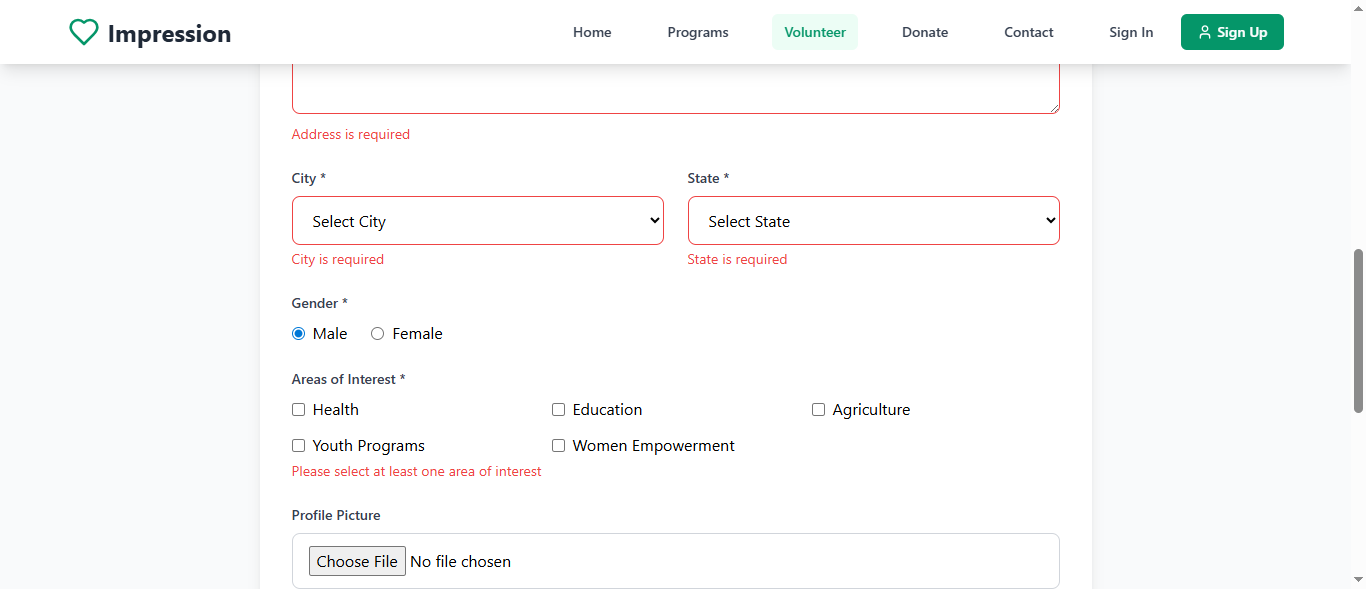 Impression Home Programs Volunteer Donate Contact Sign In Sign Up
Address is required
City * State *
Select City Select State
City is required State is required
Gender *
Male Female
Areas of Interest *
Health Education Agriculture
Youth Programs Women Empowerment
Please select at least one area of interest
Profile Picture
Choose File No file chosen